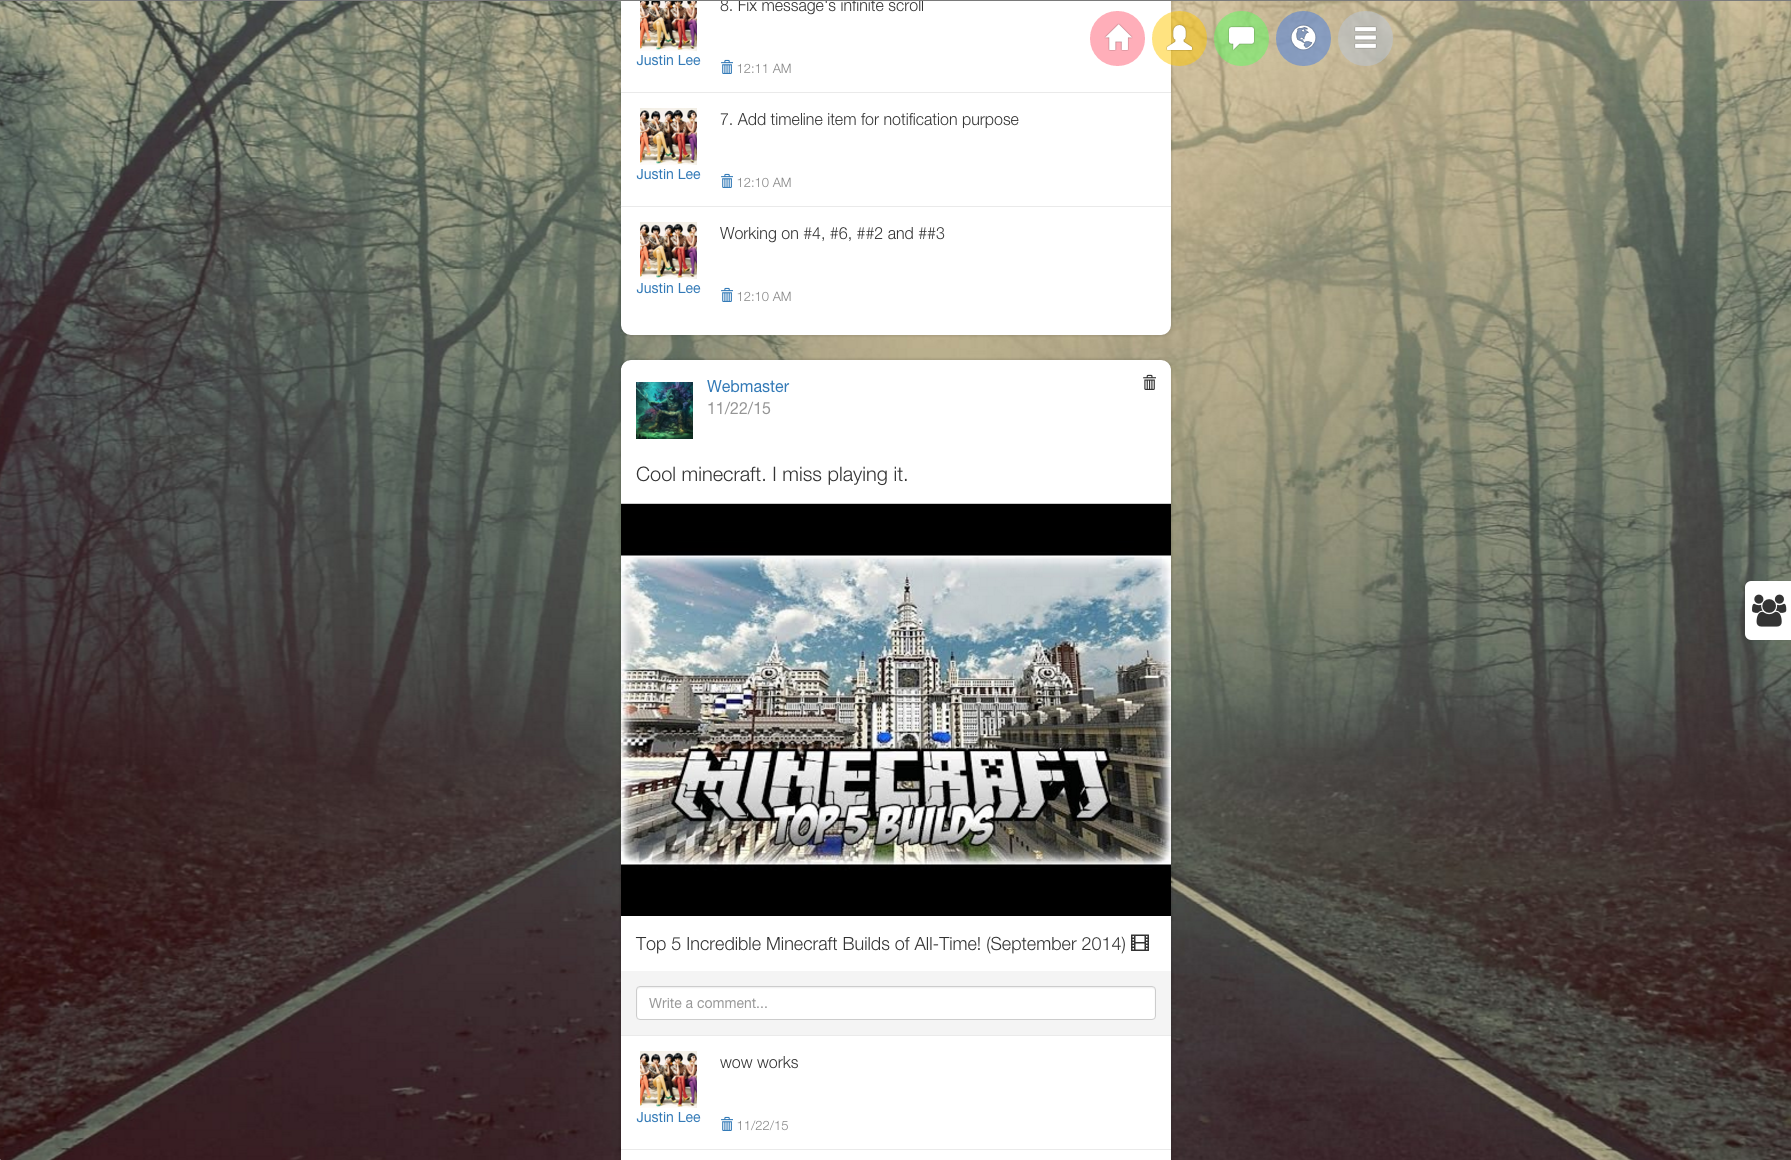 8. Fix message's infinite scroll
Justin Lee
12:11 AM
7. Add timeline item for notification purpose
Justin Lee
12:10 AM
Working on #4, #6, ##2 and ##3
Justin Lee
12:10 AM
Webmaster
11/22/15
Cool minecraft. I miss playing it.
MINECRAFT
TOP 5 BUILDS
Top 5 Incredible Minecraft Builds of All-Time! (September 2014)
Write a comment...
wow works
Justin Lee
11/22/15